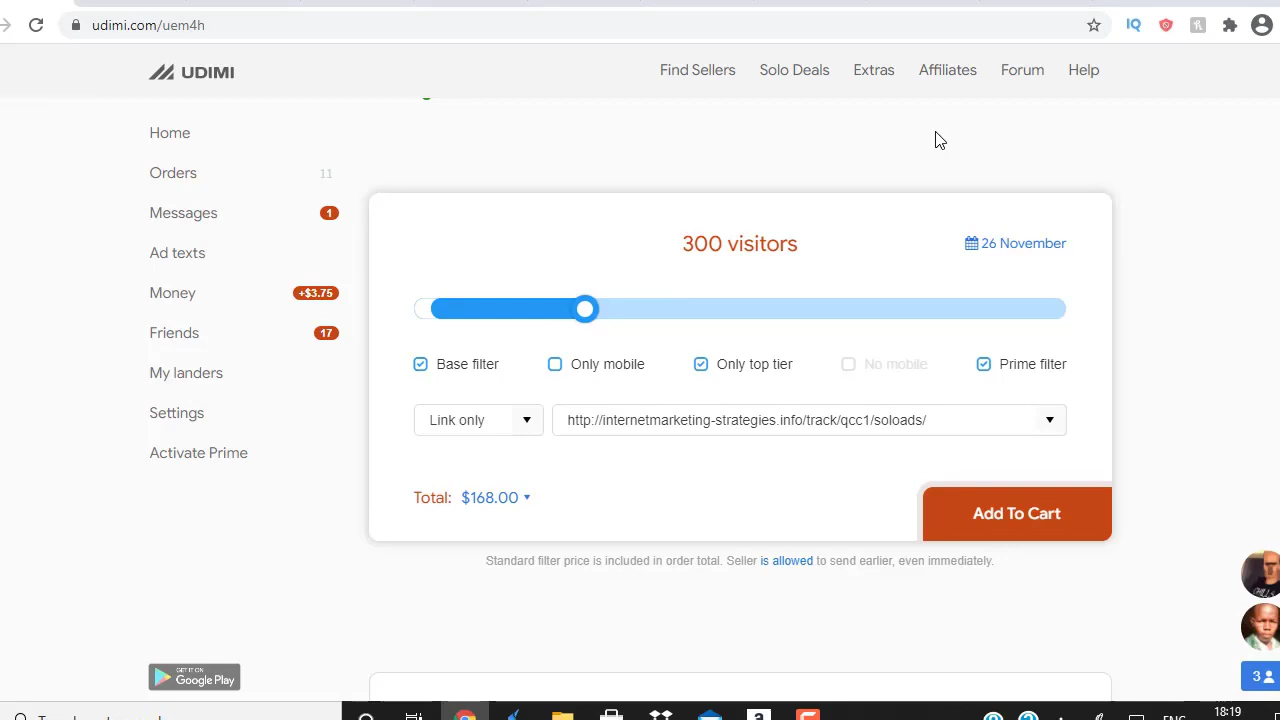 udimi.com/uem4h
IQ
UDIMI
Find Sellers
Solo Deals
Extras
Affiliates
Forum
Help
Home
Orders 11
Messages 1
Ad texts
Money +$3.75
Friends 17
My landers
Settings
Activate Prime
300 visitors
26 November
Base filter
Only mobile
Only top tier
No mobile
Prime filter
Link only
http://internetmarketing-strategies.info/track/qcc1/soloads/
Total: $168.00
Add To Cart
Standard filter price is included in order total. Seller is allowed to send earlier, even immediately.
GET IT ON
Google Play
3
18:19
ENG